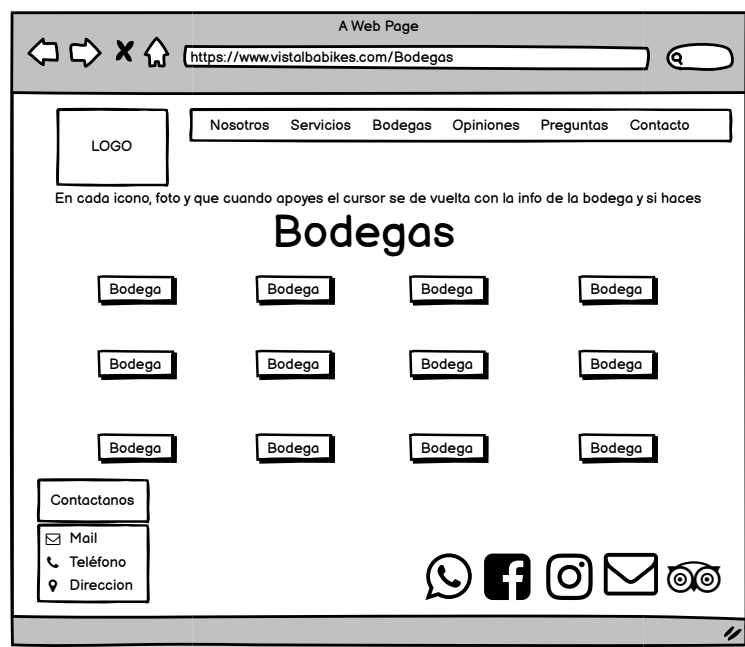 A Web Page
https://www.vistalbabikes.com/Bodegas
LOGO
Nosotros Servicios Bodegas Opiniones Preguntas Contacto
En cada icono, foto y que cuando apoyes el cursor se de vuelta con la info de la bodega y si haces
Bodegas
Bodega Bodega Bodega Bodega
Bodega Bodega Bodega Bodega
Bodega Bodega Bodega Bodega
Contactanos
Mail
Teléfono
Direccion